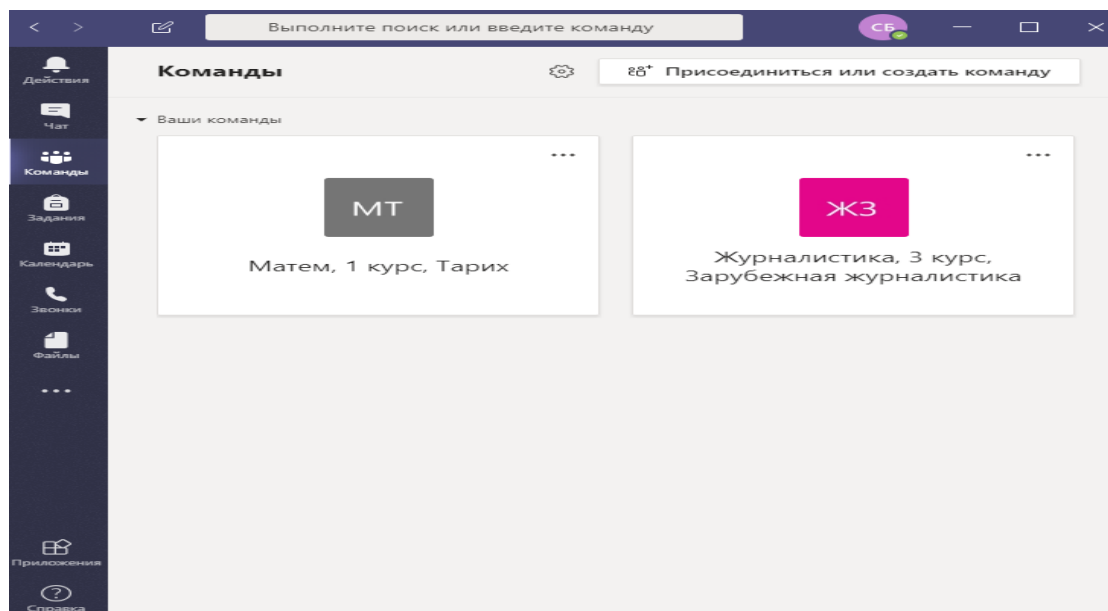 < >
Выполните поиск или введите команду
СБ
Действия
Чат
Команды
Задания
Календарь
Звонки
Файлы
Приложения
Справка
Команды
Присоединиться или создать команду
Ваши команды
МТ
Матем, 1 курс, Тарих
ЖЗ
Журналистика, 3 курс,
Зарубежная журналистика